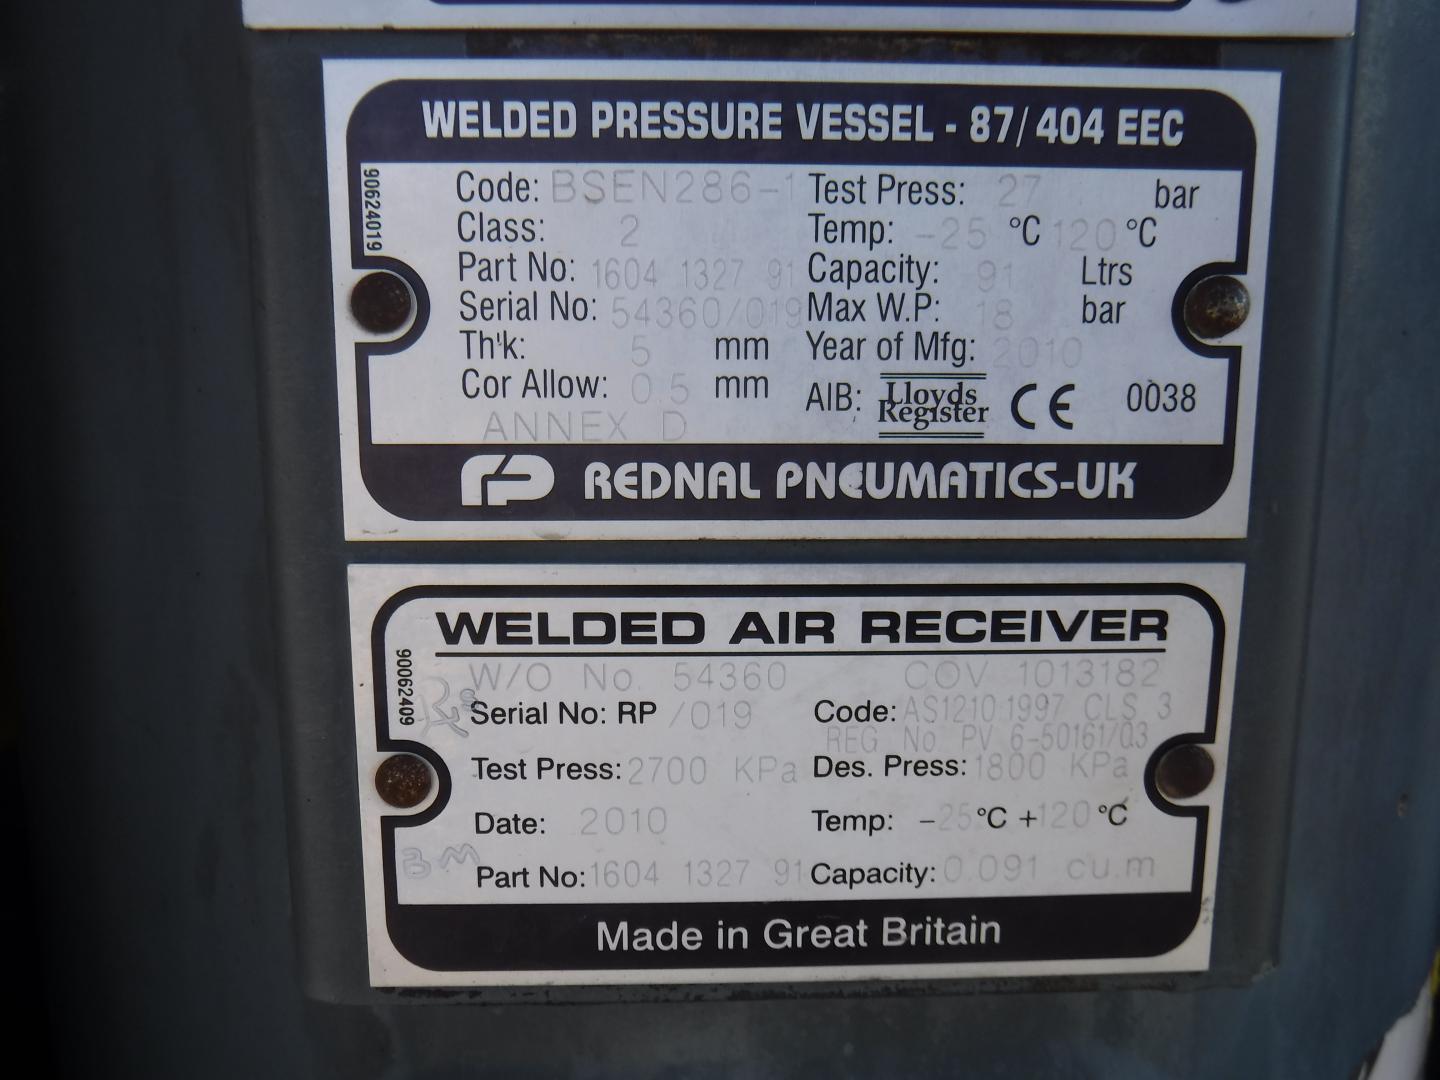 WELDED PRESSURE VESSEL - 87/404 EEC
90624019
Code: BSEN286-1 Test Press: 27 bar
Class: 2 Temp: -25 °C 120 °C
Part No: 1604 1327 91 Capacity: 91 Ltrs
Serial No: 54360/019 Max W.P: 18 bar
Th'k: 5 mm Year of Mfg: 2010
Cor Allow: 0.5 mm AIB: Lloyds Register CE 0038
ANNEX D
RP REDNAL PNEUMATICS-UK
WELDED AIR RECEIVER
90062409
W/O No. 54360 COV 1013182
Serial No: RP /019 Code: AS1210 1997 CLS 3
REG No PV 6-50161/03
Test Press: 2700 KPa Des. Press: 1800 KPa
Date: 2010 Temp: -25 °C +120 °C
BM
Part No: 1604 1327 91 Capacity: 0.091 cu.m
Made in Great Britain